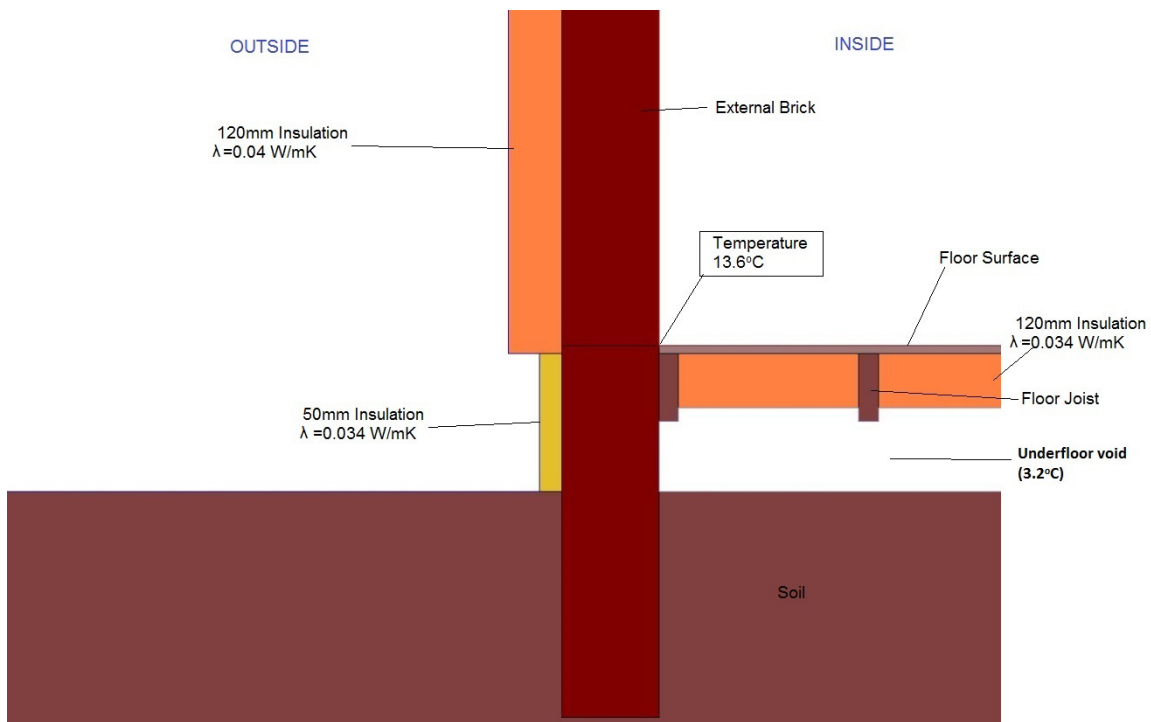 OUTSIDE
INSIDE
External Brick
120mm Insulation
λ=0.04 W/mK
Temperature
13.6°C
Floor Surface
120mm Insulation
λ=0.034 W/mK
Floor Joist
50mm Insulation
λ=0.034 W/mK
Underfloor void
(3.2°C)
Soil